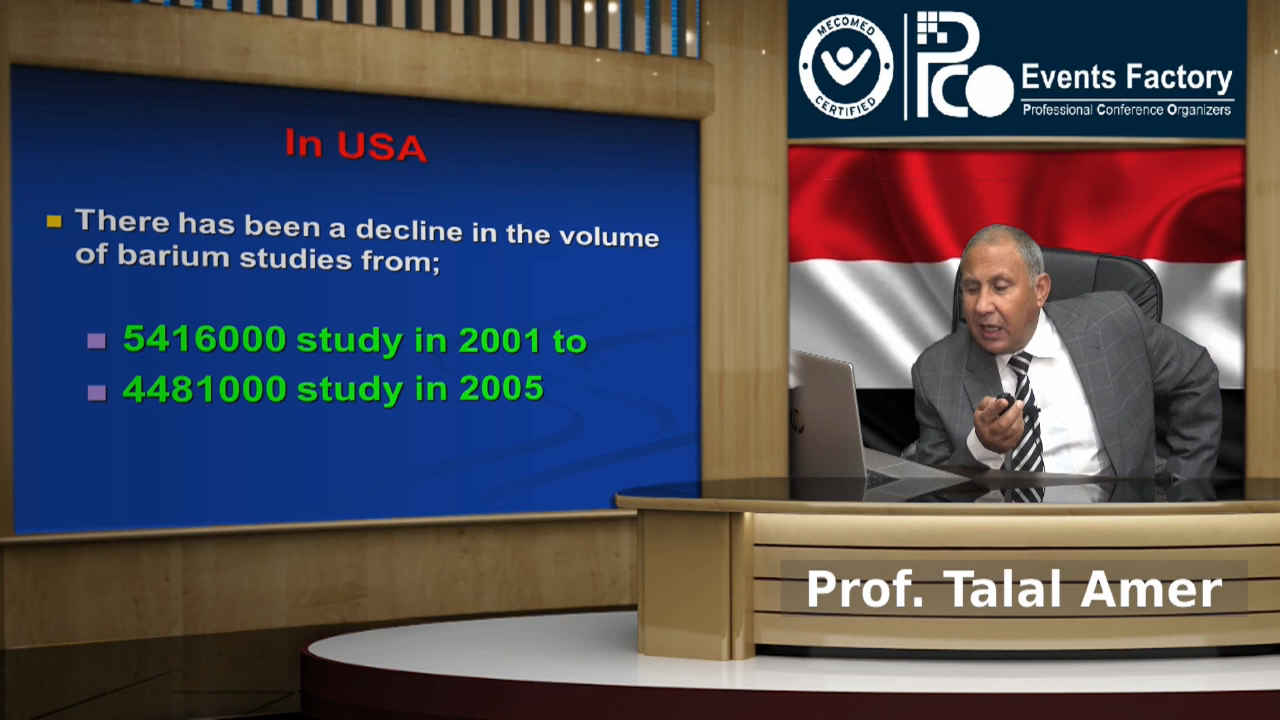 In USA
There has been a decline in the volume
of barium studies from;
5416000 study in 2001 to
4481000 study in 2005
MECOMED
CERTIFIED
PCO
Events Factory
Professional Conference Organizers
hp
Prof. Talal Amer